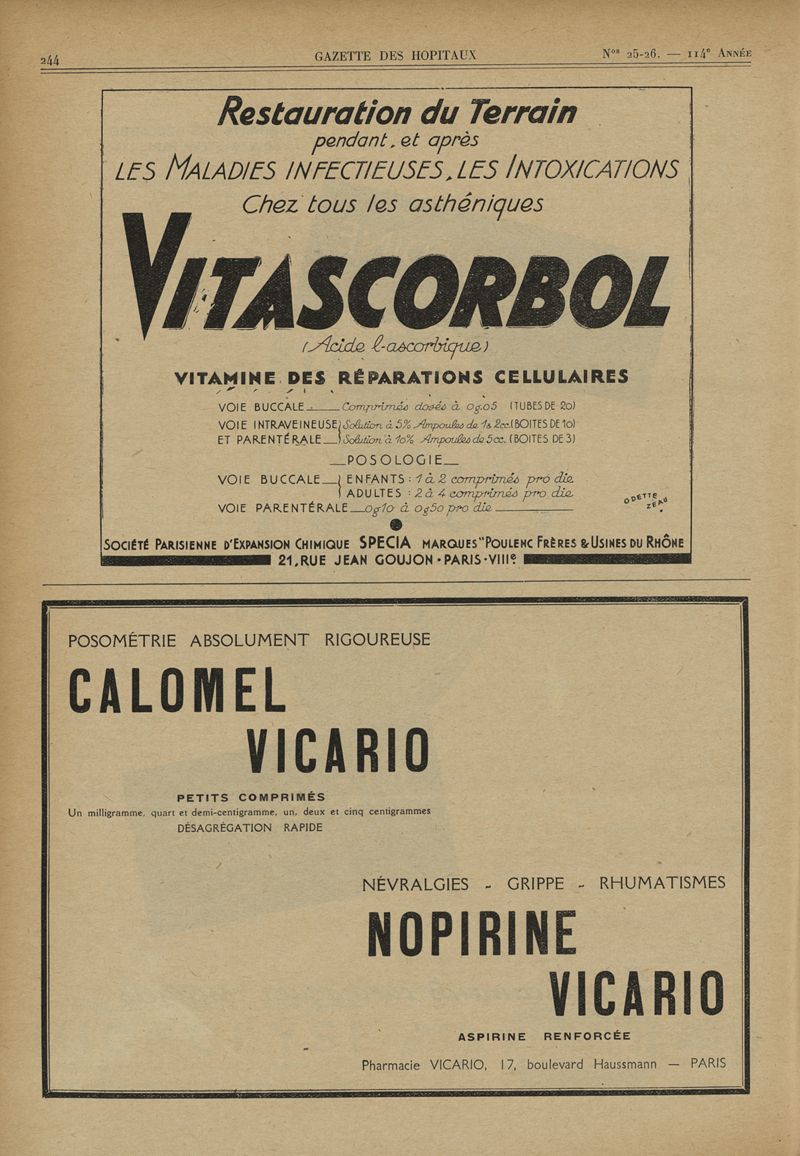 244
GAZETTE DES HOPITAUX
Nos 25-26. — 114e ANNÉE
Restauration du Terrain
pendant, et après
LES MALADIES INFECTIEUSES, LES INTOXICATIONS
Chez tous les asthéniques
VITASCORBOL
(Acide l-ascorbique)
VITAMINE DES RÉPARATIONS CELLULAIRES
VOIE BUCCALE — Comprimés dosés à 0g.05 (TUBES DE 20)
VOIE INTRAVEINEUSE } Solution à 5% Ampoules de 1 à 2cc. (BOITES DE 10)
ET PARENTÉRALE — } Solution à 10% Ampoules de 5cc. (BOITES DE 3)
— POSOLOGIE —
VOIE BUCCALE — } ENFANTS : 1 à 2 comprimés pro die
} ADULTES : 2 à 4 comprimés pro die
VOIE PARENTÉRALE — 0g10 à 0g50 pro die
ODETTE
ZEAU
SOCIÉTÉ PARISIENNE D'EXPANSION CHIMIQUE SPECIA MARQUES "POULENC FRÈRES & USINES DU RHÔNE
21, RUE JEAN GOUJON · PARIS · VIIIe
POSOMÉTRIE ABSOLUMENT RIGOUREUSE
CALOMEL
VICARIO
PETITS COMPRIMÉS
Un milligramme, quart et demi-centigramme, un, deux et cinq centigrammes
DÉSAGRÉGATION RAPIDE
NÉVRALGIES - GRIPPE - RHUMATISMES
NOPIRINE
VICARIO
ASPIRINE RENFORCÉE
Pharmacie VICARIO, 17, boulevard Haussmann — PARIS